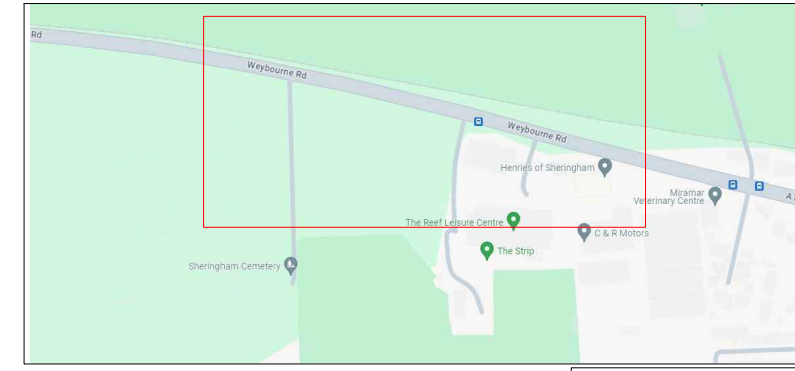 Rd
Weybourne Rd
Weybourne Rd
Henries of Sheringham
Miramar
Veterinary Centre
A
The Reef Leisure Centre
C & R Motors
The Strip
Sheringham Cemetery